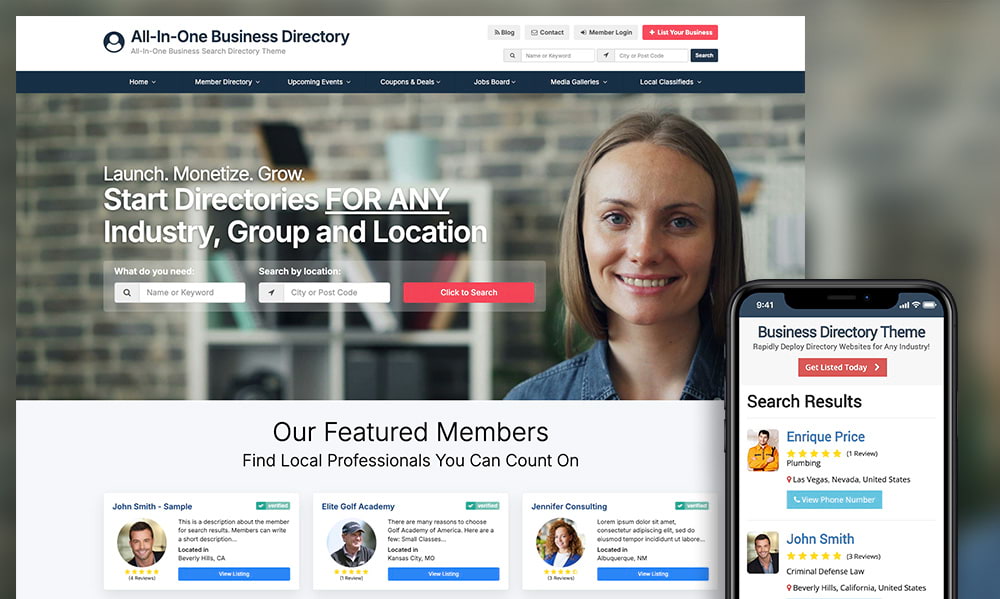 All-In-One Business Directory
All-In-One Business Search Directory Theme
Blog
Contact
Member Login
List Your Business
Name or Keyword
City or Post Code
Search
Home
Member Directory
Upcoming Events
Coupons & Deals
Jobs Board
Media Galleries
Local Classifieds
Launch. Monetize. Grow.
Start Directories FOR ANY
Industry, Group and Location
What do you need:
Search by location:
Name or Keyword
City or Post Code
Click to Search
Our Featured Members
Find Local Professionals You Can Count On
John Smith - Sample
verified
This is a description about the member
for search results. Members can write
a short description...
Located in
Beverly Hills, CA
(4 Reviews)
View Listing
Elite Golf Academy
verified
There are many reasons to choose
Golf Academy of America. Here are a
few: Small Classes...
Located in
Kansas City, MO
(1 Review)
View Listing
Jennifer Consulting
verified
Lorem ipsum dolor sit amet,
consectetur adipiscing elit, sed do
eiusmod tempor incididunt ut labore...
Located in
Albuquerque, NM
(3 Reviews)
View Listing
9:41
Business Directory Theme
Rapidly Deploy Directory Websites for Any Industry!
Get Listed Today
Search Results
Enrique Price
(1 Review)
Plumbing
Las Vegas, Nevada, United States
View Phone Number
John Smith
(3 Reviews)
Criminal Defense Law
Beverly Hills, California, United States